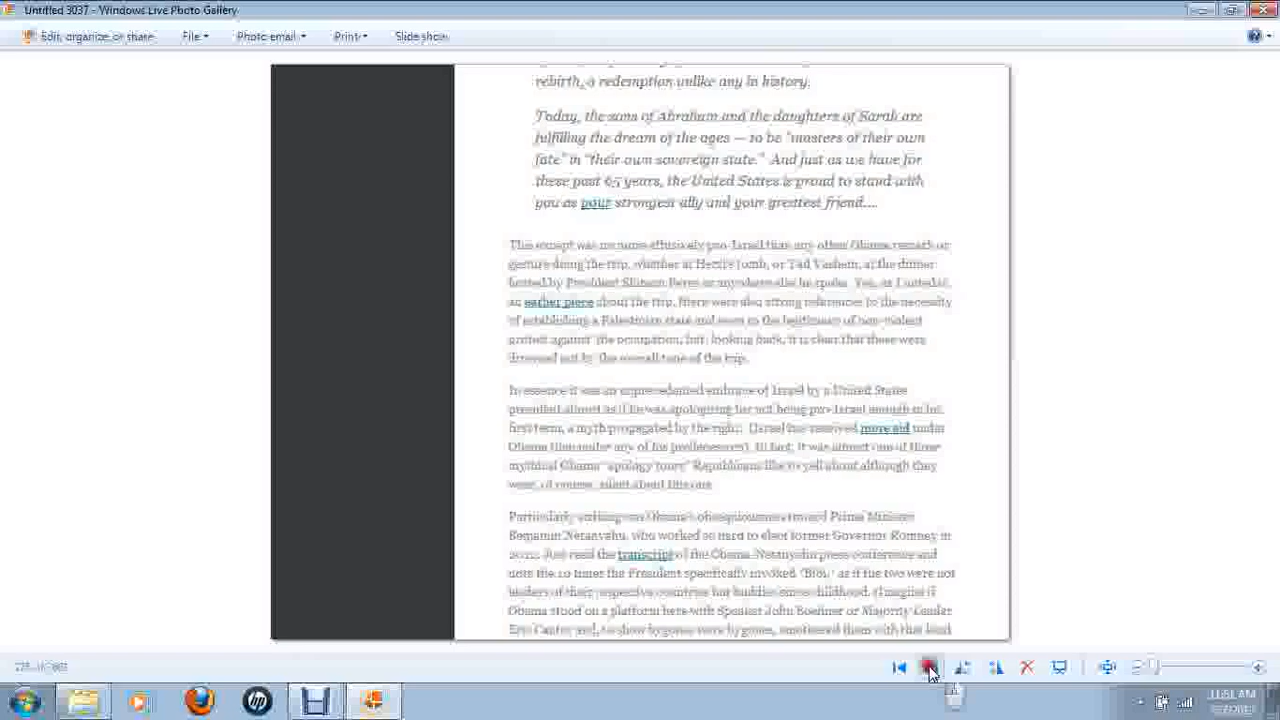 Untitled 3037 - Windows Live Photo Gallery
Edit, organize or share
File
Photo email
Print
Slide show
rebirth, a redemption unlike any in history.
Today, the sons of Abraham and the daughters of Sarah are
fulfilling the dream of the ages — to be "masters of their own
fate" in "their own sovereign state." And just as we have for
these past 65 years, the United States is proud to stand with
you as your strongest ally and your greatest friend....
This was no more effusively pro-Israel than any other Obama remark or
gesture the trip, whether at Herzl's Tomb, or Yad Vashem, at the dinner
hosted by President Shimon Peres or anywhere else he spoke. Yes, as I noted in
an earlier piece about the trip, there were also strong references to the necessity
of establishing a Palestinian state and even to the legitimacy of non-violent
protest against the occupation, but, looking back, it is clear that these were
drowned out by the overall tone of the trip.
In essence it was an unprecedented embrace of Israel by a United States
president almost as if he was apologizing for not being pro-Israel enough in his
first term, a myth propagated by the right. (Israel has received more aid under
Obama than under any of his predecessors). In fact, it was almost one of those
mythical Obama "apology tours" Republicans like to yell about although they
were, of course, silent about this one
Particularly striking was Obama's obsequiousness toward Prime Minister
Benjamin Netanyahu, who worked so hard to elect former Governor Romney in
2012. Just read the transcript of the Obama, Netanyahu press conference and
note the 10 times the President specifically invoked "Bibi" as if the two were not
leaders of their respective countries but buddies since childhood. (Imagine if
Obama stood on a platform here with Speaker John Boehner or Majority Leader
Eric Cantor and, to show bygones were bygones, them with that kind
hp
11:51 AM